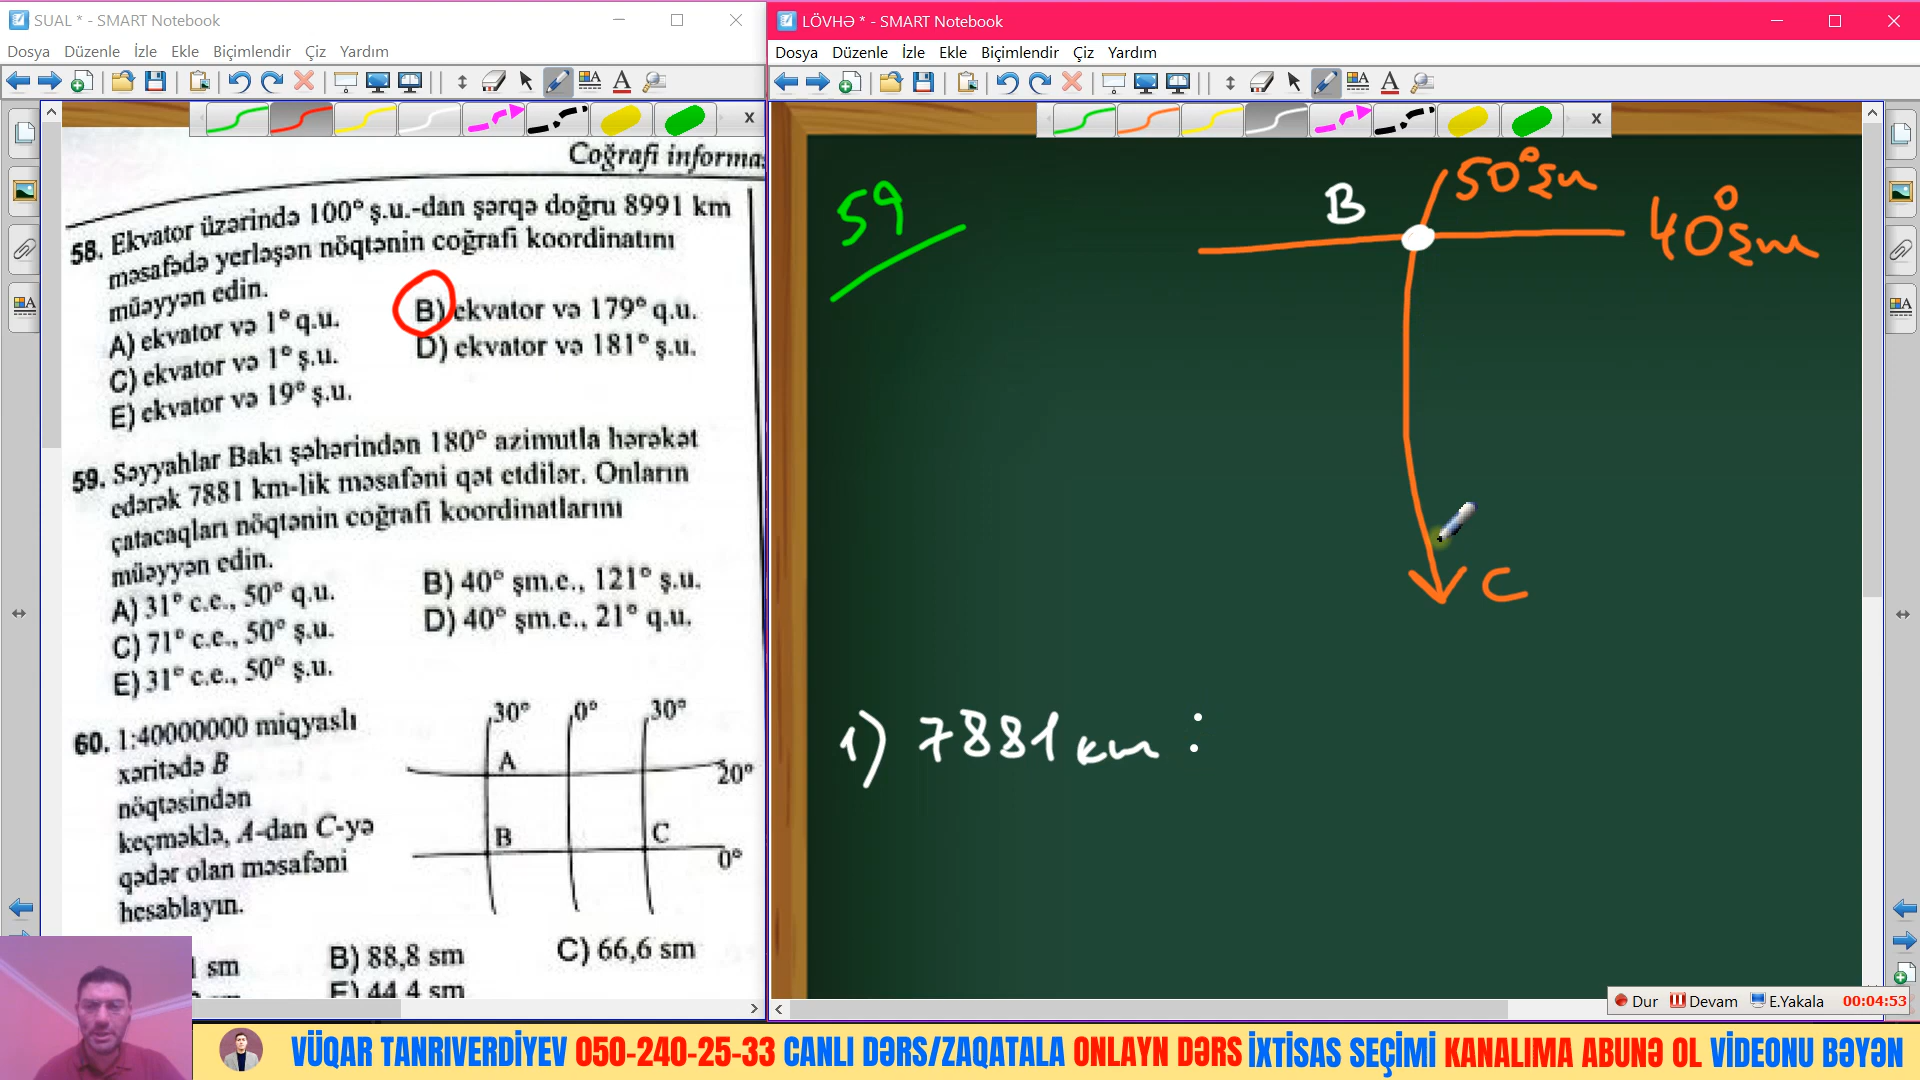 SUAL * - SMART Notebook
Dosya Düzenle İzle Ekle Biçimlendir Çiz Yardım
Coğrafi informa
58. Ekvator üzərində 100° ş.u.-dan şərqə doğru 8991 km
məsafədə yerləşən nöqtənin coğrafi koordinatını
müəyyən edin.
A) ekvator və 1° q.u.
B) ekvator və 179° q.u.
C) ekvator və 1° ş.u.
D) ekvator və 181° ş.u.
E) ekvator və 19° ş.u.
59. Səyyahlar Bakı şəhərindən 180° azimutla hərəkət
edərək 7881 km-lik məsafəni qət etdilər. Onların
çatacaqları nöqtənin coğrafi koordinatlarını
müəyyən edin.
A) 31° c.e., 50° q.u.
B) 40° şm.e., 121° ş.u.
C) 71° c.e., 50° ş.u.
D) 40° şm.e., 21° q.u.
E) 31° c.e., 50° ş.u.
60. 1:40000000 miqyaslı
xəritədə B
nöqtəsindən
keçməklə, A-dan C-yə
qədər olan məsafəni
hesablayın.
30° 0° 30°
A
20°
B C
0°
sm
B) 88,8 sm
C) 66,6 sm
E) 44,4 sm
LÖVHƏ * - SMART Notebook
Dosya Düzenle İzle Ekle Biçimlendir Çiz Yardım
59
B
50° şu
40° şm
C
1) 7881 km :
Dur Devam E.Yakala 00:04:53
VÜQAR TANRIVERDİYEV 050-240-25-33 CANLI DƏRS/ZAQATALA ONLAYN DƏRS İXTİSAS SEÇİMİ KANALIMA ABUNƏ OL VİDEONU BƏYƏN